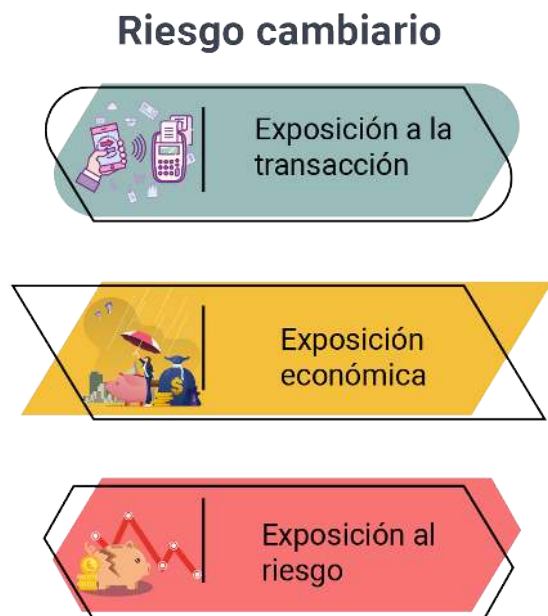 Riesgo cambiario
Exposición a la
transacción
Exposición
económica
Exposición al
riesgo